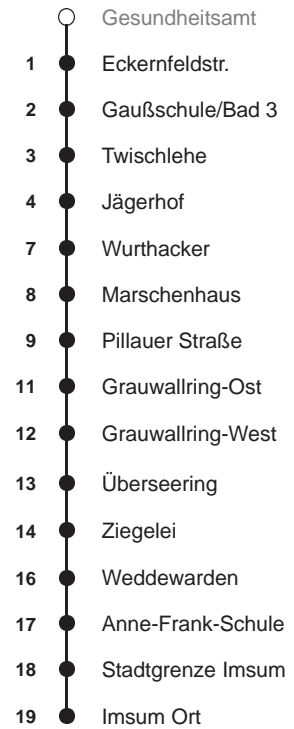 Gesundheitsamt
1 Eckernfeldstr.
2 Gaußschule/Bad 3
3 Twischlehe
4 Jägerhof
7 Wurthacker
8 Marschenhaus
9 Pillauer Straße
11 Grauwallring-Ost
12 Grauwallring-West
13 Überseering
14 Ziegelei
16 Weddewarden
17 Anne-Frank-Schule
18 Stadtgrenze Imsum
19 Imsum Ort